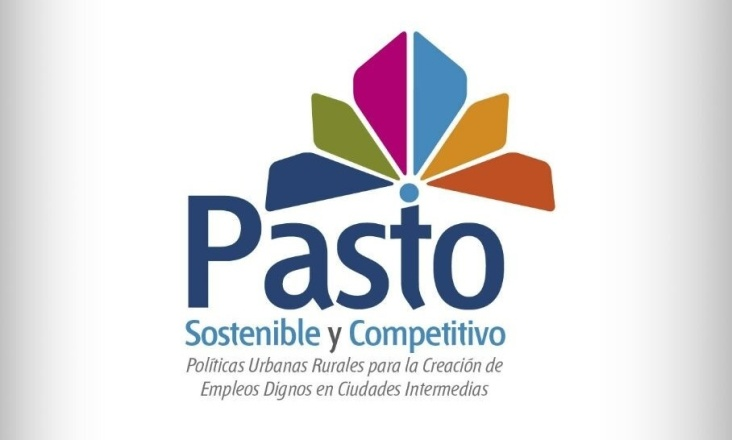 Pasto
Sostenible y Competitivo
Políticas Urbanas Rurales para la Creación de
Empleos Dignos en Ciudades Intermedias